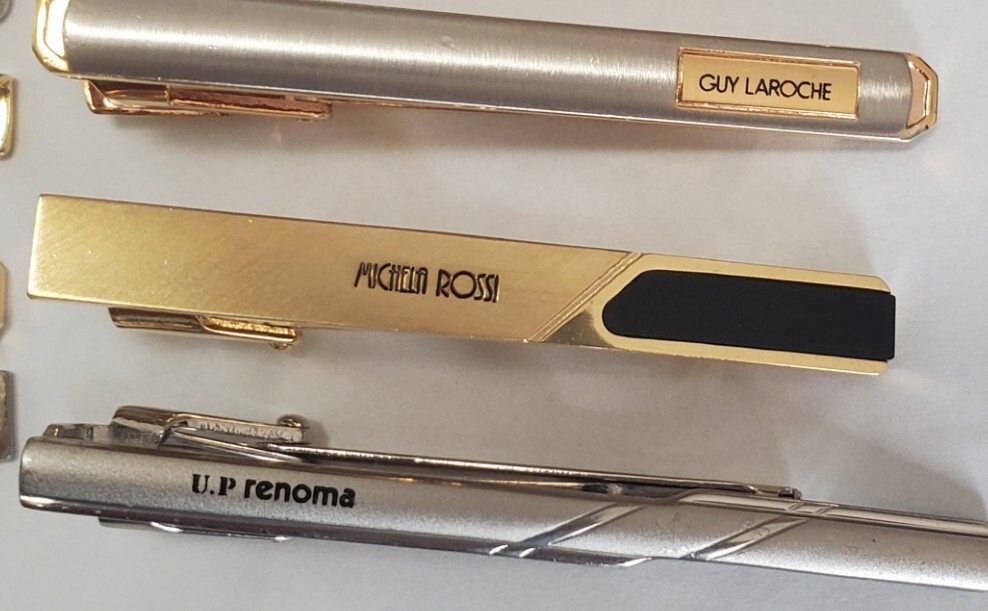 GUY LAROCHE
MICHELA ROSSI
U.P renoma